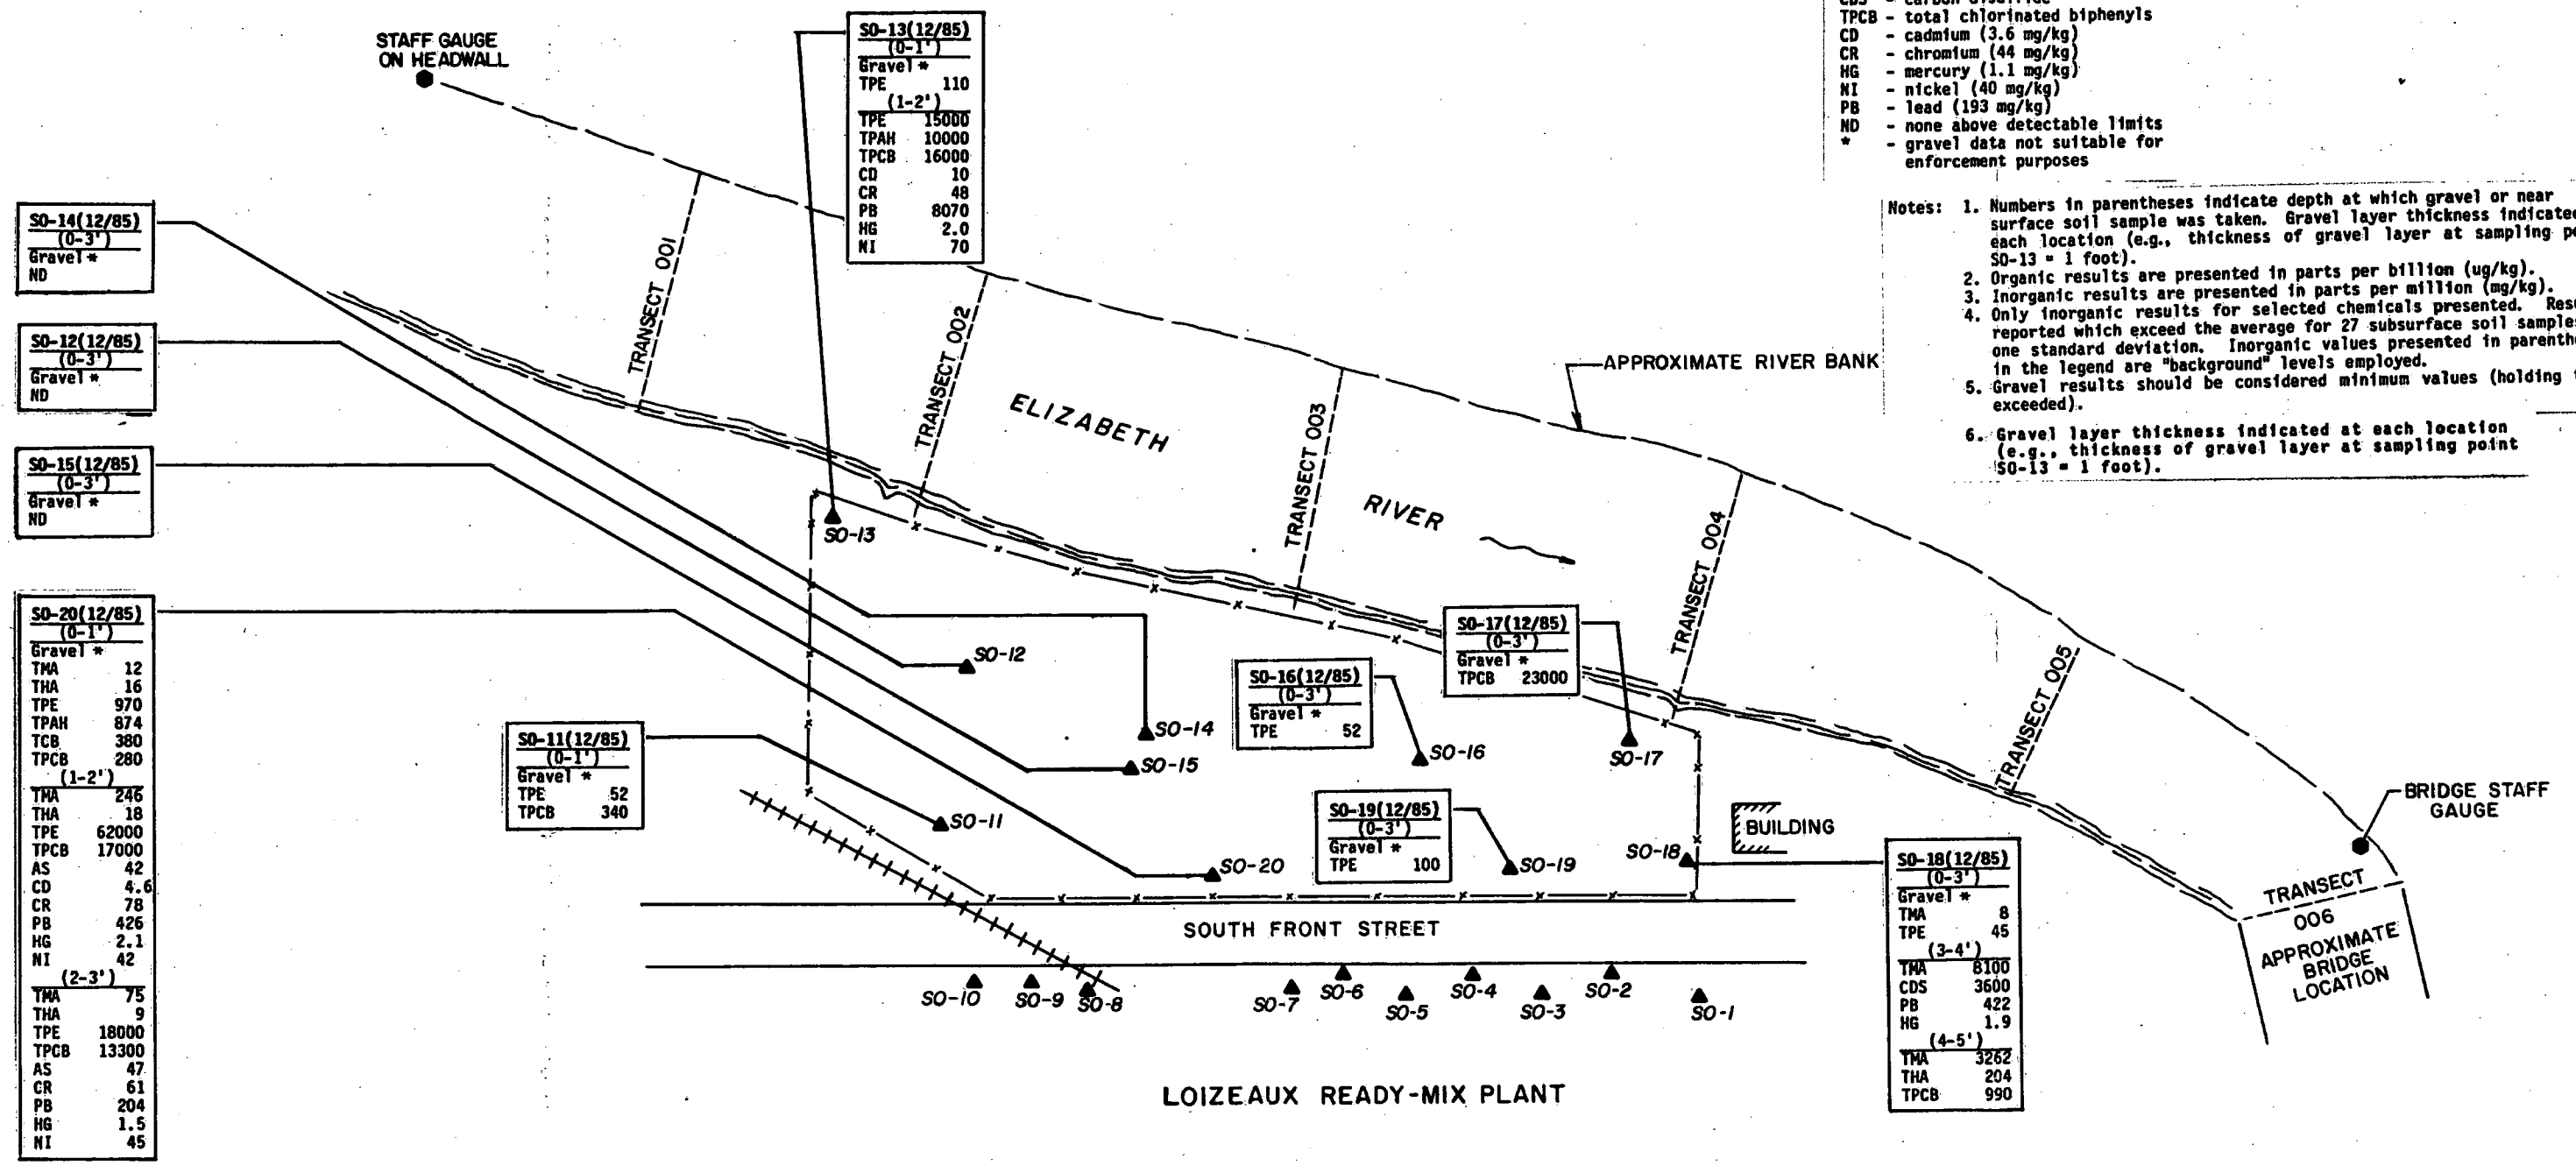 STAFF GAUGE
ON HEADWALL
SO-13(12/85)
(0-1')
Gravel *
TPE 110
(1-2')
TPE 15000
TPAH 10000
TPCB 16000
CD 10
CR 48
PB 8070
HG 2.0
NI 70
TPCB - total chlorinated biphenyls
CD - cadmium (3.6 mg/kg)
CR - chromium (44 mg/kg)
HG - mercury (1.1 mg/kg)
NI - nickel (40 mg/kg)
PB - lead (193 mg/kg)
ND - none above detectable limits
* - gravel data not suitable for
enforcement purposes
Notes: 1. Numbers in parentheses indicate depth at which gravel or near
surface soil sample was taken. Gravel layer thickness indicated
each location (e.g., thickness of gravel layer at sampling
SO-13 = 1 foot).
2. Organic results are presented in parts per billion (ug/kg).
3. Inorganic results are presented in parts per million (mg/kg).
4. Only inorganic results for selected chemicals presented.
reported which exceed the average for 27 subsurface soil samples
one standard deviation. Inorganic values presented in
in the legend are "background" levels employed.
5. Gravel results should be considered minimum values (holding
exceeded).
6. Gravel layer thickness indicated at each location
(e.g., thickness of gravel layer at sampling point
SO-13 = 1 foot).
SO-14(12/85)
(0-3')
Gravel *
ND
SO-12(12/85)
(0-3')
Gravel *
ND
SO-15(12/85)
(0-3')
Gravel *
ND
SO-20(12/85)
(0-1')
Gravel *
TMA 12
THA 16
TPE 970
TPAH 874
TCB 380
TPCB 280
(1-2')
TMA 246
THA 18
TPE 62000
TPCB 17000
AS 42
CD 4.6
CR 78
PB 426
HG 2.1
NI 42
(2-3')
TMA 75
THA 9
TPE 18000
TPCB 13300
AS 47
CR 61
PB 204
HG 1.5
NI 45
TRANSECT 001
TRANSECT 002
TRANSECT 003
TRANSECT 004
TRANSECT 005
ELIZABETH
RIVER
APPROXIMATE RIVER BANK
SO-13
SO-12
SO-14
SO-15
SO-11(12/85)
(0-1')
Gravel *
TPE 52
TPCB 340
SO-11
SO-20
SO-16(12/85)
(0-3')
Gravel *
TPE 52
SO-16
SO-17(12/85)
(0-3')
Gravel *
TPCB 23000
SO-17
SO-19(12/85)
(0-3')
Gravel *
TPE 100
SO-19
SO-18
BUILDING
SO-18(12/85)
(0-3')
Gravel *
TMA 8
TPE 45
(3-4')
TMA 8100
CDS 3600
PB 422
HG 1.9
(4-5')
TMA 3262
THA 204
TPCB 990
BRIDGE STAFF
GAUGE
TRANSECT
006
APPROXIMATE
BRIDGE
LOCATION
SOUTH FRONT STREET
SO-10
SO-9
SO-8
SO-7
SO-6
SO-5
SO-4
SO-3
SO-2
SO-1
LOIZEAUX READY-MIX PLANT